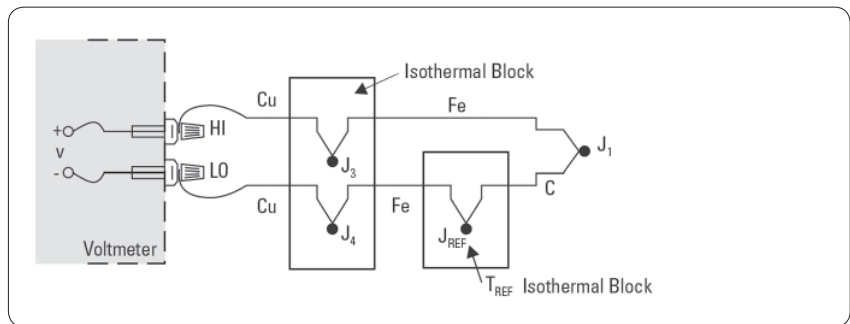 Isothermal Block
Cu
Fe
+
HI
J3
J1
V
-
LO
C
Cu
J4
Fe
JREF
Voltmeter
TREF Isothermal Block